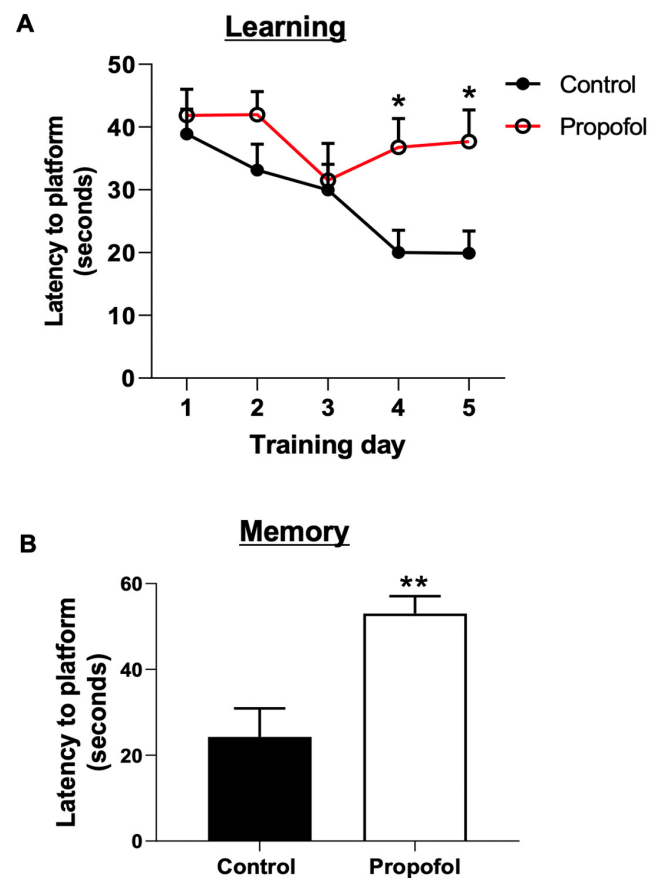 A
Learning
50
40
30
20
10
0
Latency to platform
(seconds)
* *
Control
Propofol
1 2 3 4 5
Training day
B
Memory
60
40
20
0
Latency to platform
(seconds)
**
Control Propofol